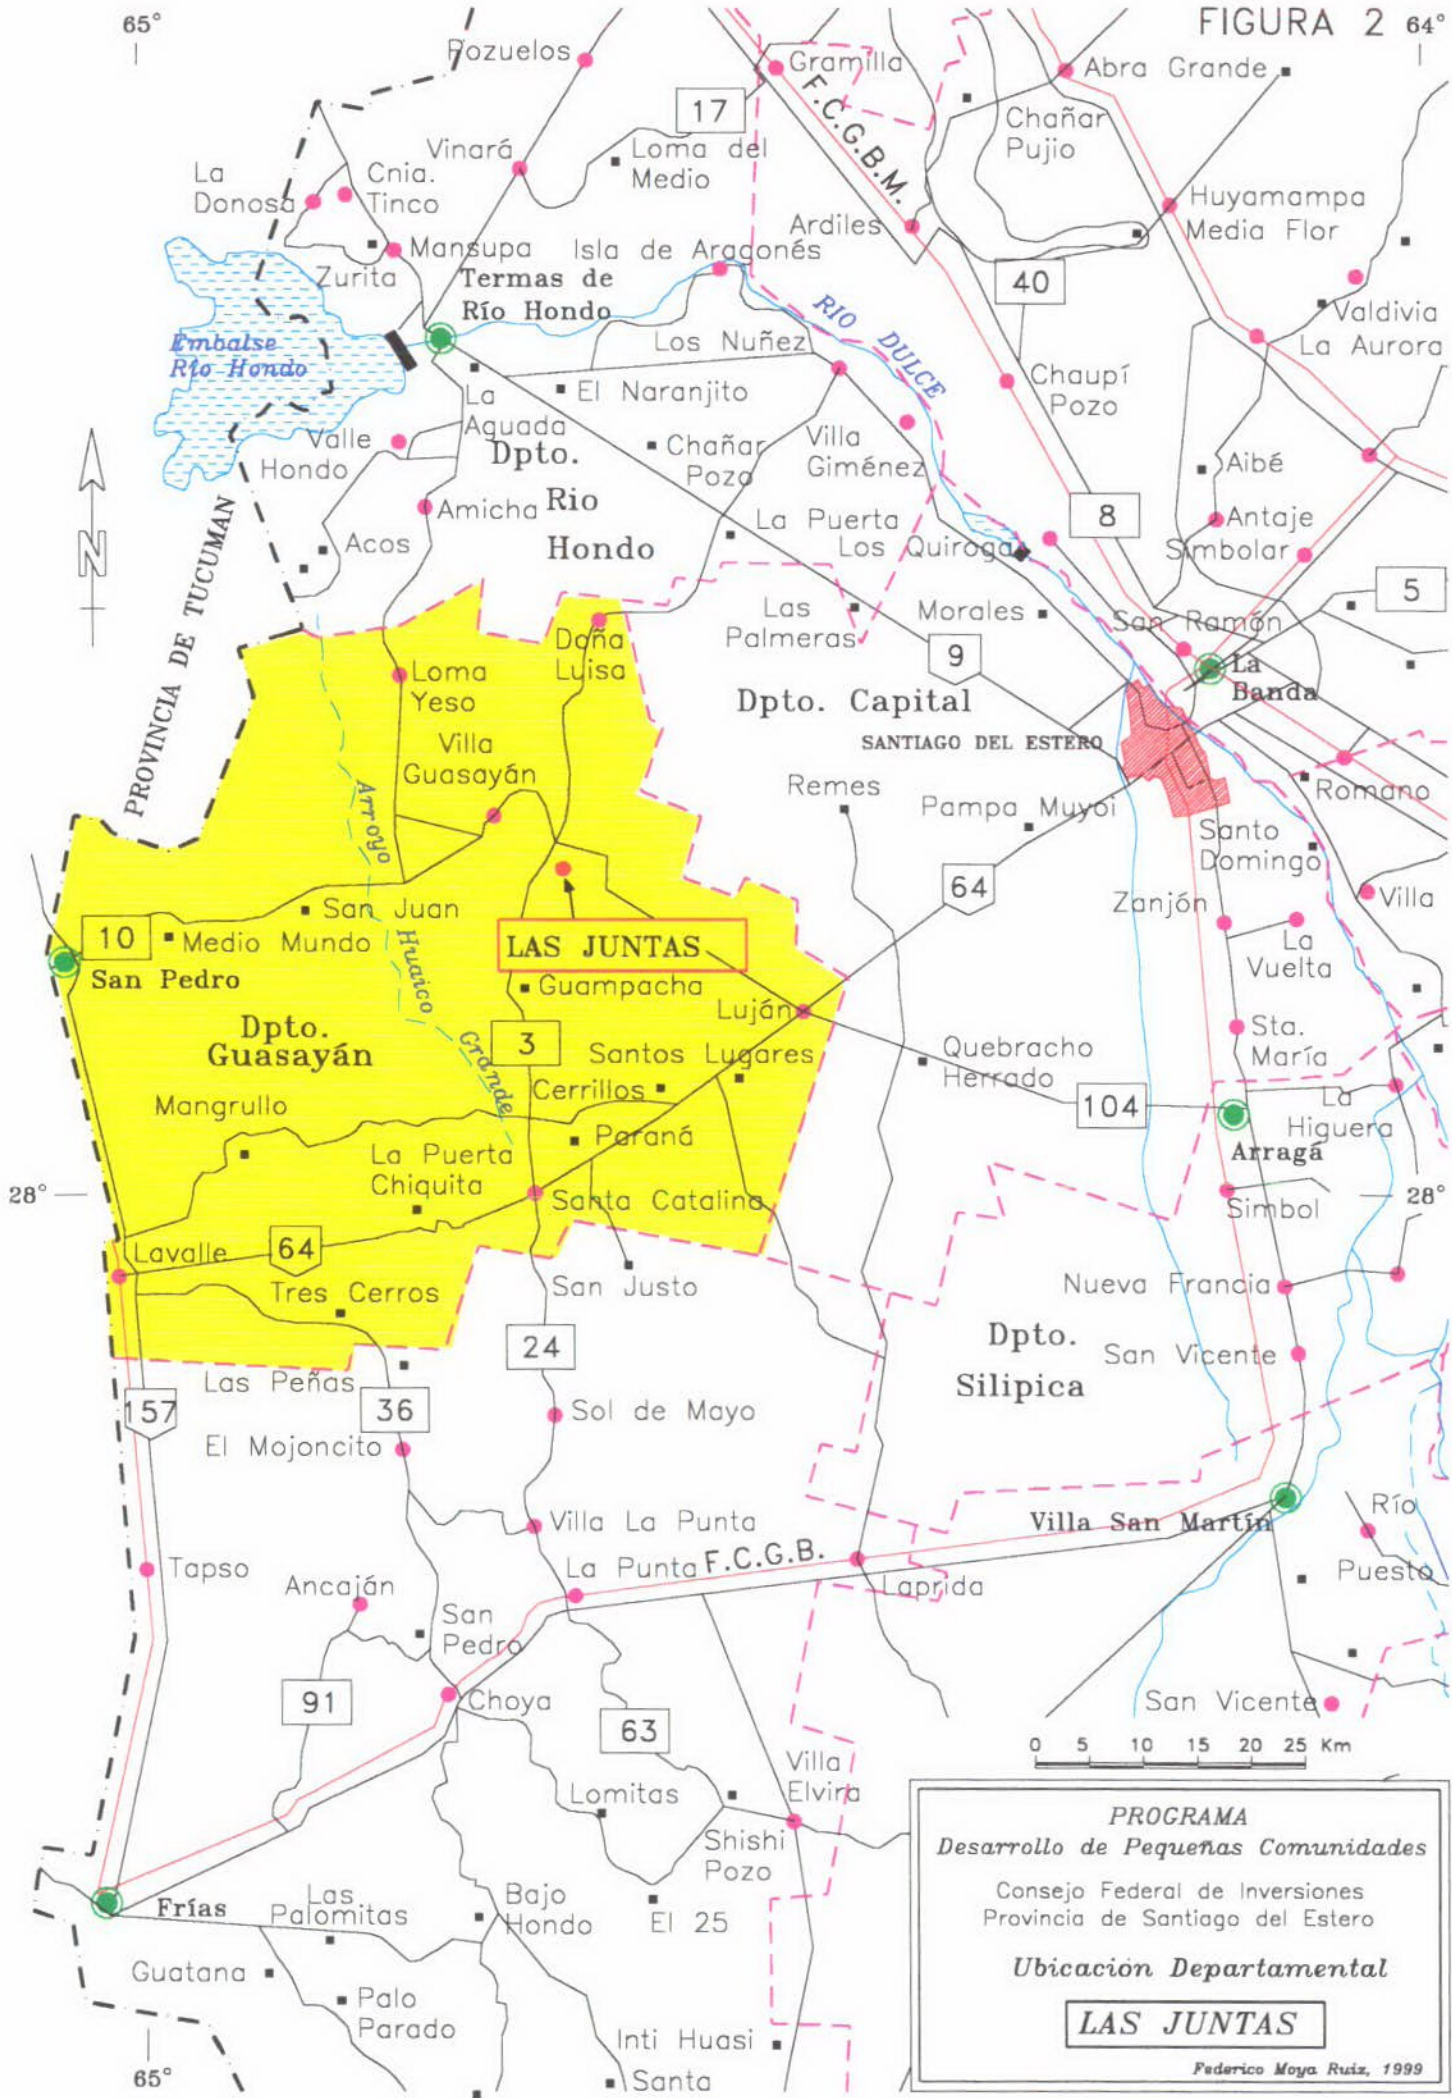 FIGURA 2
65°
64°
Pozuelos
Gramilla
Abra Grande
17
F.C.G.B.M.
Chañar
Pujio
Vinará
Loma del
Medio
La
Donosa
Cnia.
Tinco
Ardiles
Huyamampa
Media Flor
Mansupa
Isla de Aragonés
Zurita
Termas de
Río Hondo
40
RIO DULCE
Valdivia
La Aurora
Embalse
Río Hondo
Los Nuñez
Chaupí
Pozo
El Naranjito
La
Aguada
Valle
Hondo
Dpto.
Rio
Hondo
Chañar
Pozo
Villa
Giménez
Aibé
Amicha
8
Antaje
La Puerta
Los Quiroga
Simbolar
Acos
PROVINCIA DE TUCUMAN
N
5
Las
Palmeras
Morales
San Ramón
Doña
Luisa
9
La
Banda
Loma
Yeso
Dpto. Capital
SANTIAGO DEL ESTERO
Villa
Guasayán
Remes
Pampa Muyoi
Romano
Arroyo
Huaico
Grande
Santo
Domingo
64
Zanjón
Villa
San Juan
10
Medio Mundo
LAS JUNTAS
La
Vuelta
San Pedro
Guampacha
Luján
Dpto.
Guasayán
3
Santos Lugares
Sta.
María
Quebracho
Herrado
Cerrillos
Mangrullo
104
La
Higuera
Paraná
La Puerta
Chiquita
Arragá
28°
28°
Santa Catalina
Simbol
Lavalle
64
Tres Cerros
San Justo
Nueva Francia
Dpto.
Silipica
24
San Vicente
Las Peñas
157
36
Sol de Mayo
El Mojoncito
Villa La Punta
Villa San Martín
Río
Puesto
Tapso
La Punta
F.C.G.B.
Laprida
Ancaján
San
Pedro
91
Choya
63
San Vicente
0 5 10 15 20 25 Km
Villa
Elvira
Lomitas
Shishi
Pozo
Frías
Las
Palomitas
Bajo
Hondo
El 25
Guatana
Palo
Parado
Inti Huasi
Santa
65°
PROGRAMA
Desarrollo de Pequeñas Comunidades
Consejo Federal de Inversiones
Provincia de Santiago del Estero
Ubicación Departamental
LAS JUNTAS
Federico Moya Ruiz, 1999